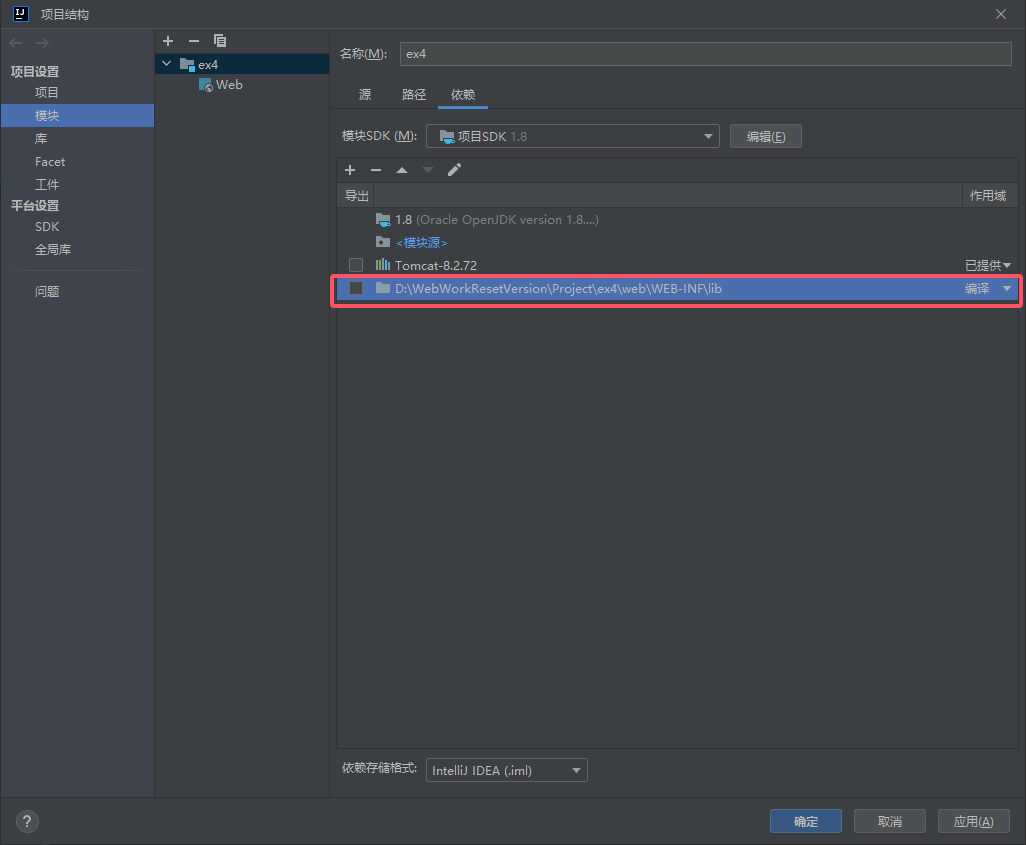 项目结构
项目设置
项目
模块
库
Facet
工件
平台设置
SDK
全局库
问题
ex4
Web
名称(M): ex4
源 路径 依赖
模块SDK (M): 项目SDK 1.8 编辑(E)
导出 作用域
1.8 (Oracle OpenJDK version 1.8....)
<模块源>
Tomcat-8.2.72 已提供
D:\WebWorkResetVersion\Project\ex4\web\WEB-INF\lib 编译
依赖存储格式: IntelliJ IDEA (.iml)
? 确定 取消 应用(A)